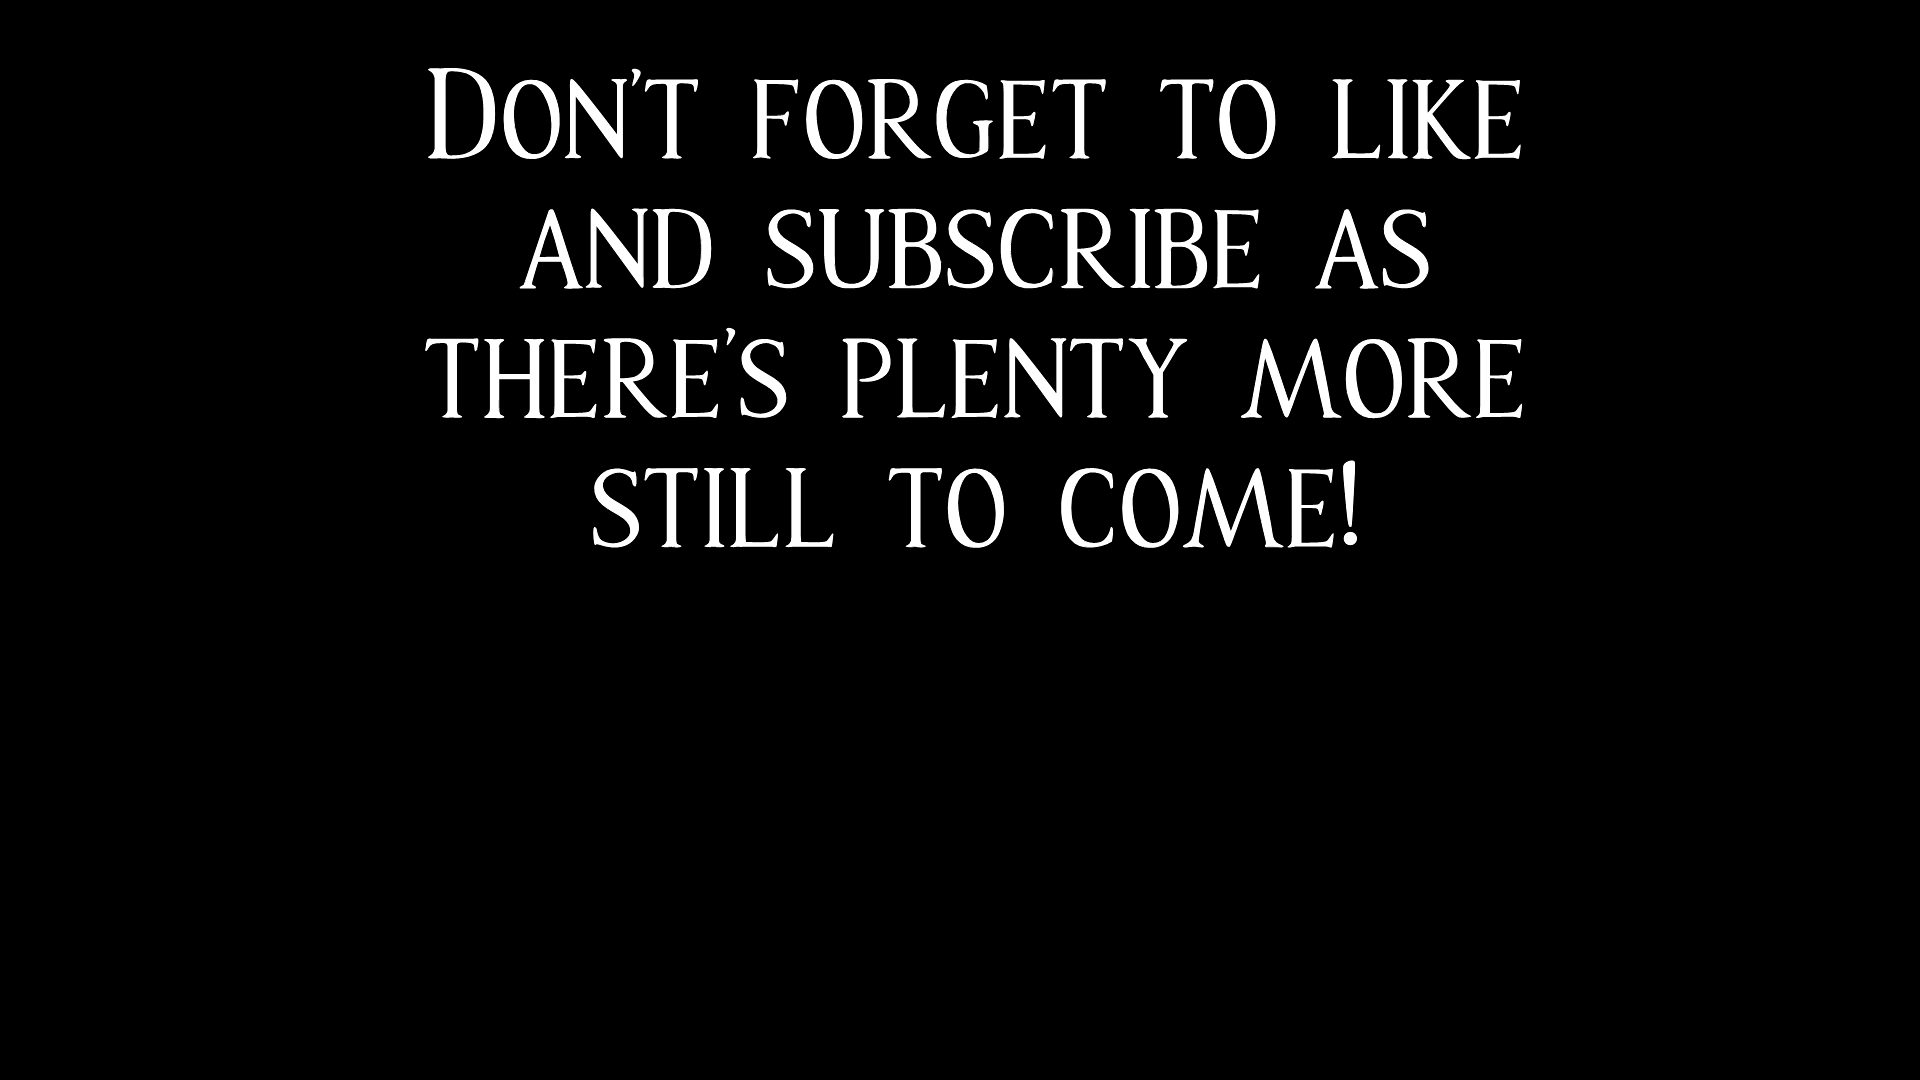 Don't forget to like
and subscribe as
there's plenty more
still to come!